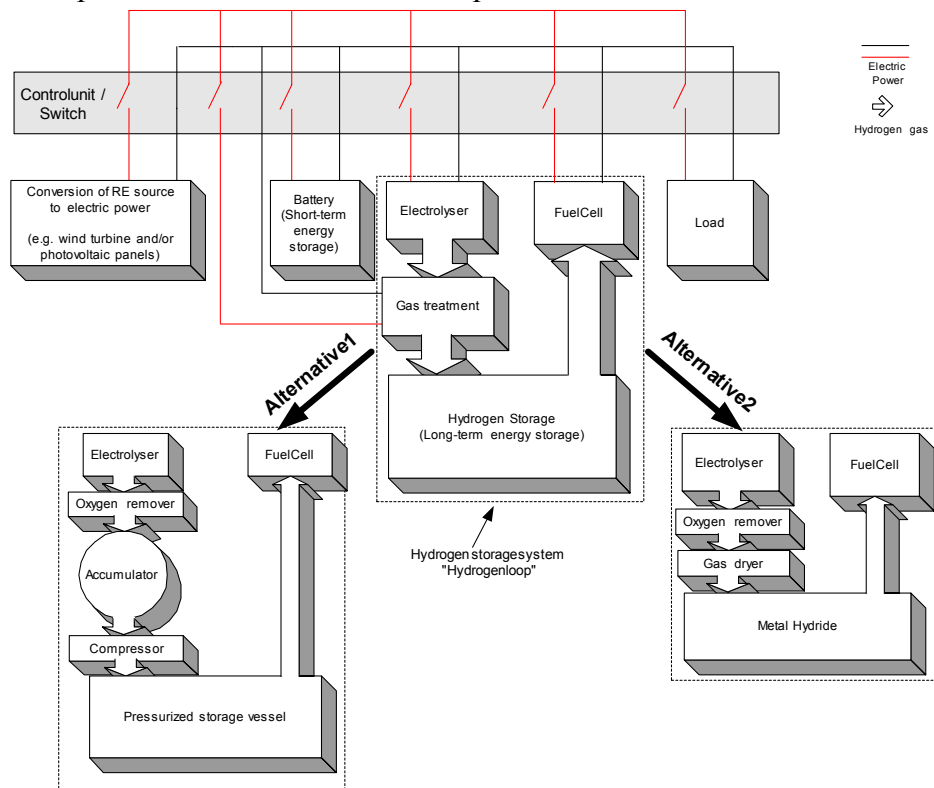 Controlunit /
Switch
Electric
Power
Hydrogen gas
Conversion of RE source
to electric power
(e.g. wind turbine and/or
photovoltaic panels)
Battery
(Short-term
energy
storage)
Electrolyser
FuelCell
Load
Gas treatment
Alternative1
Alternative2
Hydrogen Storage
(Long-term energy storage)
Hydrogen storagesystem
"Hydrogenloop"
Electrolyser
FuelCell
Oxygen remover
Accumulator
Compressor
Pressurized storage vessel
Electrolyser
FuelCell
Oxygen remover
Gas dryer
Metal Hydride